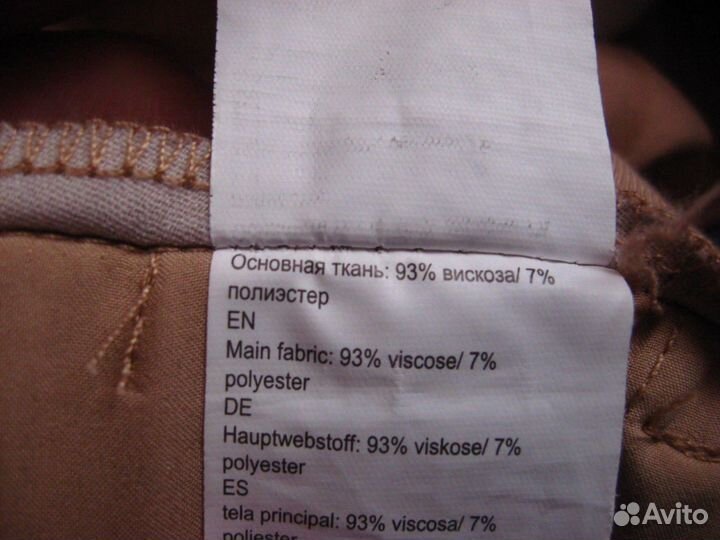 Основная ткань: 93% вискоза/ 7%
полиэстер
EN
Main fabric: 93% viscose/ 7%
polyester
DE
Hauptwebstoff: 93% viskose/ 7%
polyester
ES
tela principal: 93% viscosa/ 7%
poliester
Avito